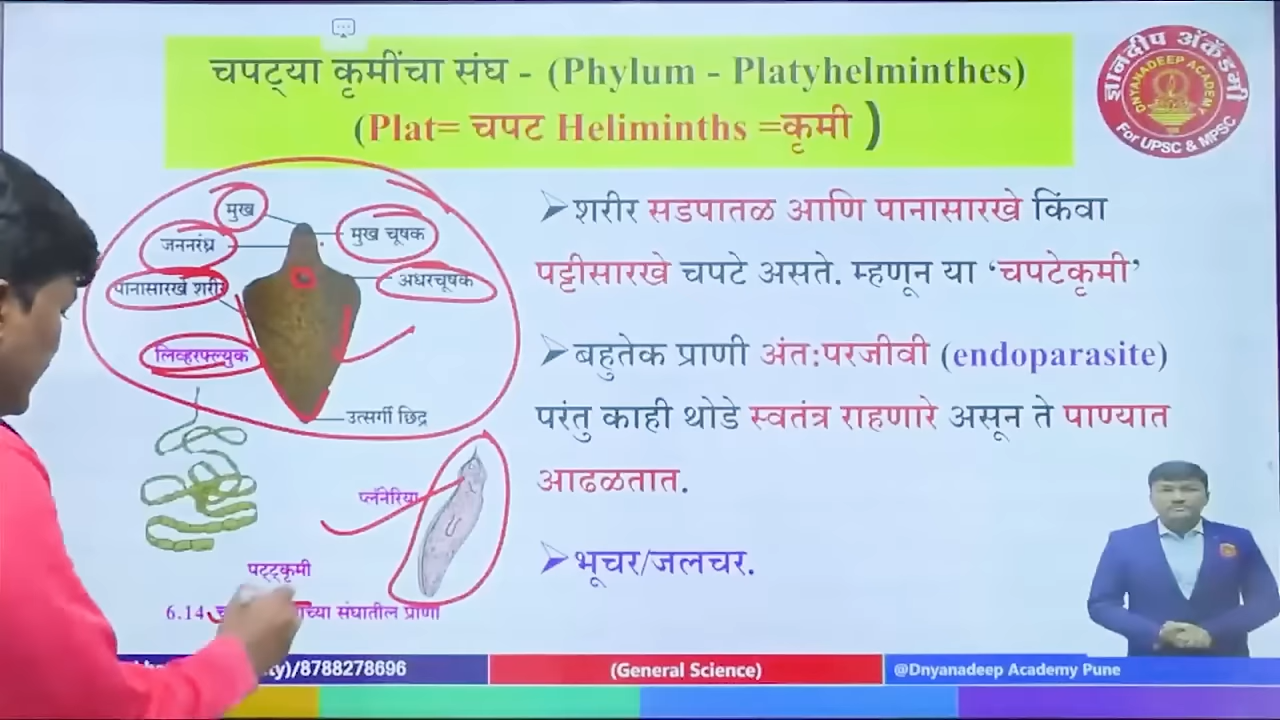 चपट्या कृमींचा संघ - (Phylum - Platyhelminthes)
(Plat= चपट Heliminths =कृमी )
ज्ञानदीप अ‍ॅकॅडमी
DNYANADEEP ACADEMY
For UPSC & MPSC
मुख
जननरंध्र
मुख चूषक
पानासारखे शरीर
अधरचूषक
लिव्हरफ्ल्युक
उत्सर्गी छिद्र
प्लॅनेरिया
पट्ट्कृमी
6.14 च
च्या संघातील प्राणी
➢शरीर सडपातळ आणि पानासारखे किंवा
पट्टीसारखे चपटे असते. म्हणून या ‘चपटेकृमी’
➢बहुतेक प्राणी अंत:परजीवी (endoparasite)
परंतु काही थोडे स्वतंत्र राहणारे असून ते पाण्यात
आढळतात.
➢भूचर/जलचर.
)/8788278696
(General Science)
@Dnyanadeep Academy Pune